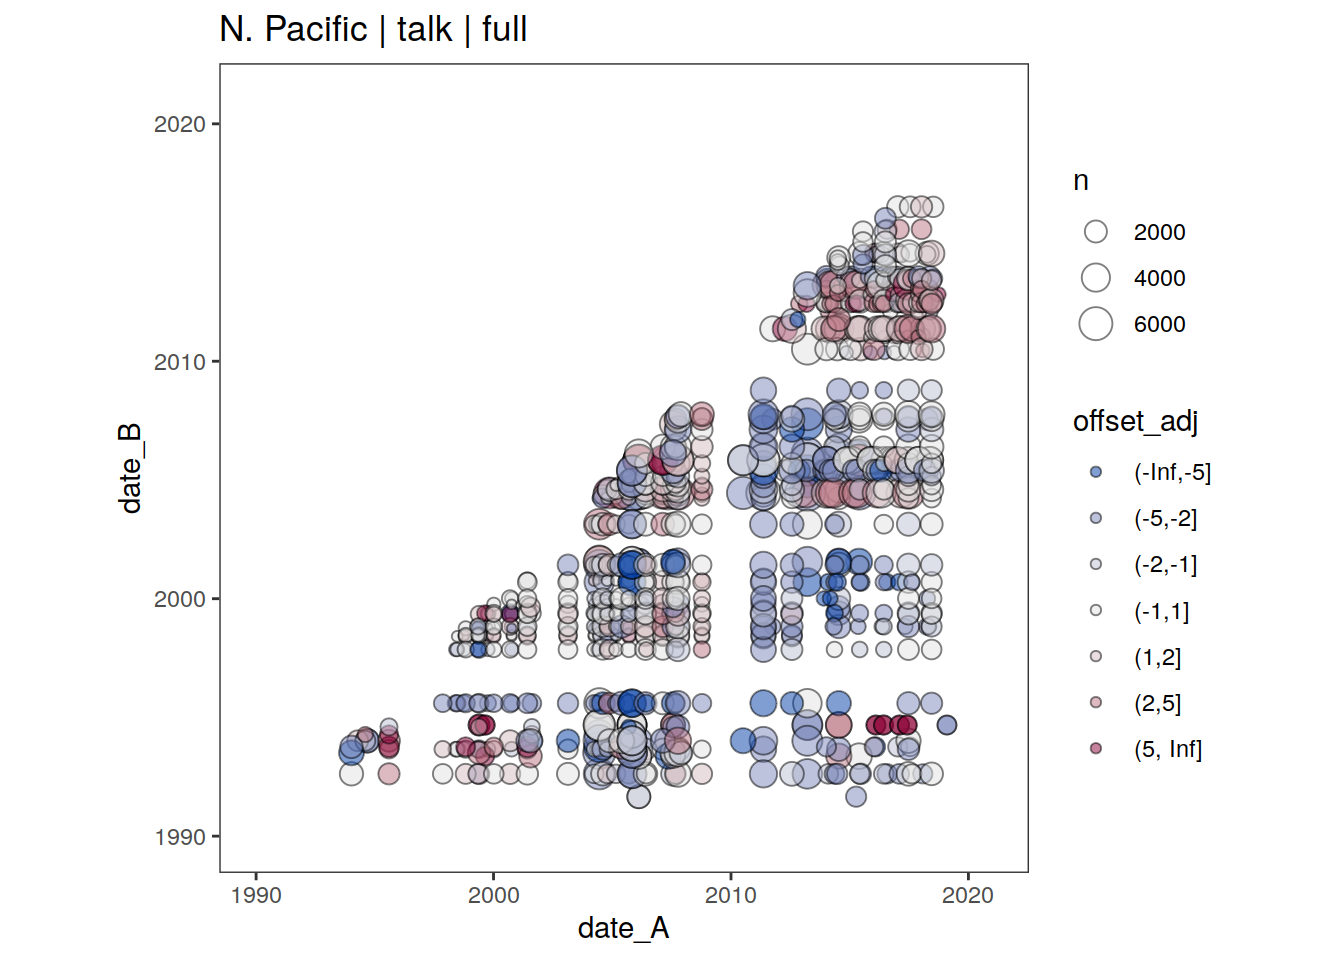 N. Pacific | talk | full
date_B
2020
2010
2000
1990
1990
2000
2010
2020
date_A
n
2000
4000
6000
offset_adj
(-Inf,-5]
(-5,-2]
(-2,-1]
(-1,1]
(1,2]
(2,5]
(5, Inf]